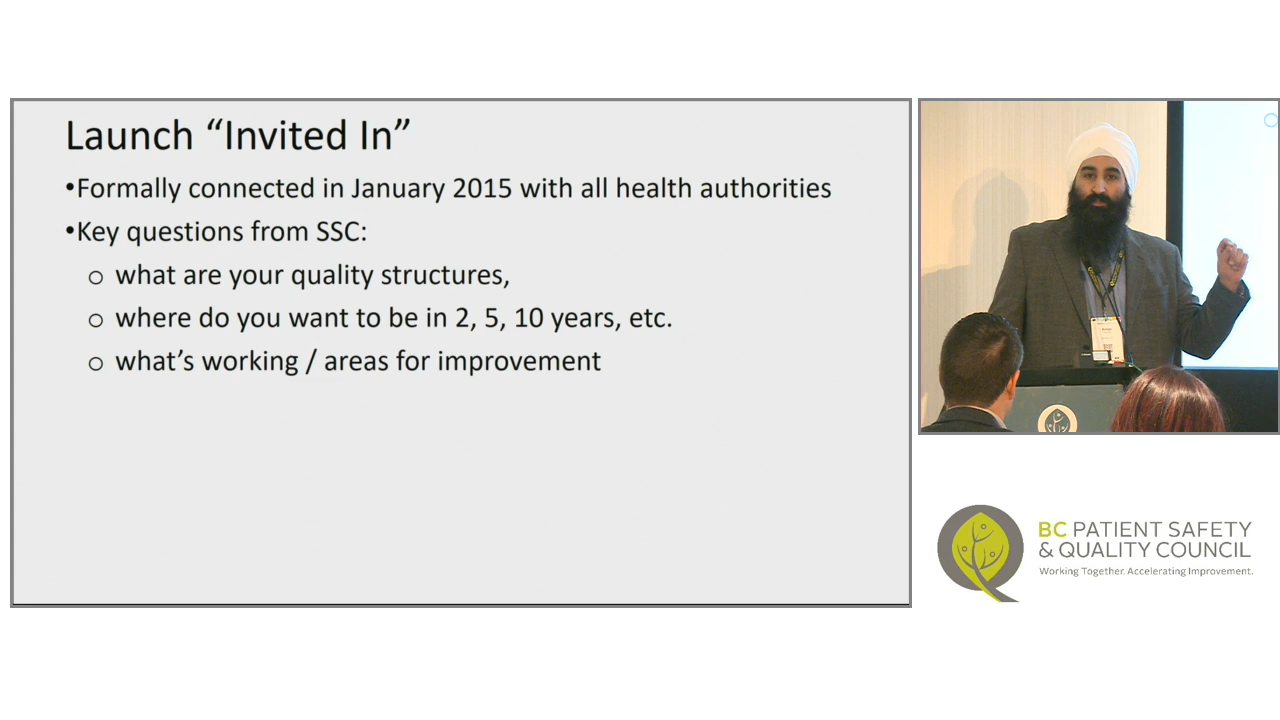 Launch “Invited In”
•Formally connected in January 2015 with all health authorities
•Key questions from SSC:
o what are your quality structures,
o where do you want to be in 2, 5, 10 years, etc.
o what’s working / areas for improvement
BC PATIENT SAFETY
& QUALITY COUNCIL
Working Together. Accelerating Improvement.